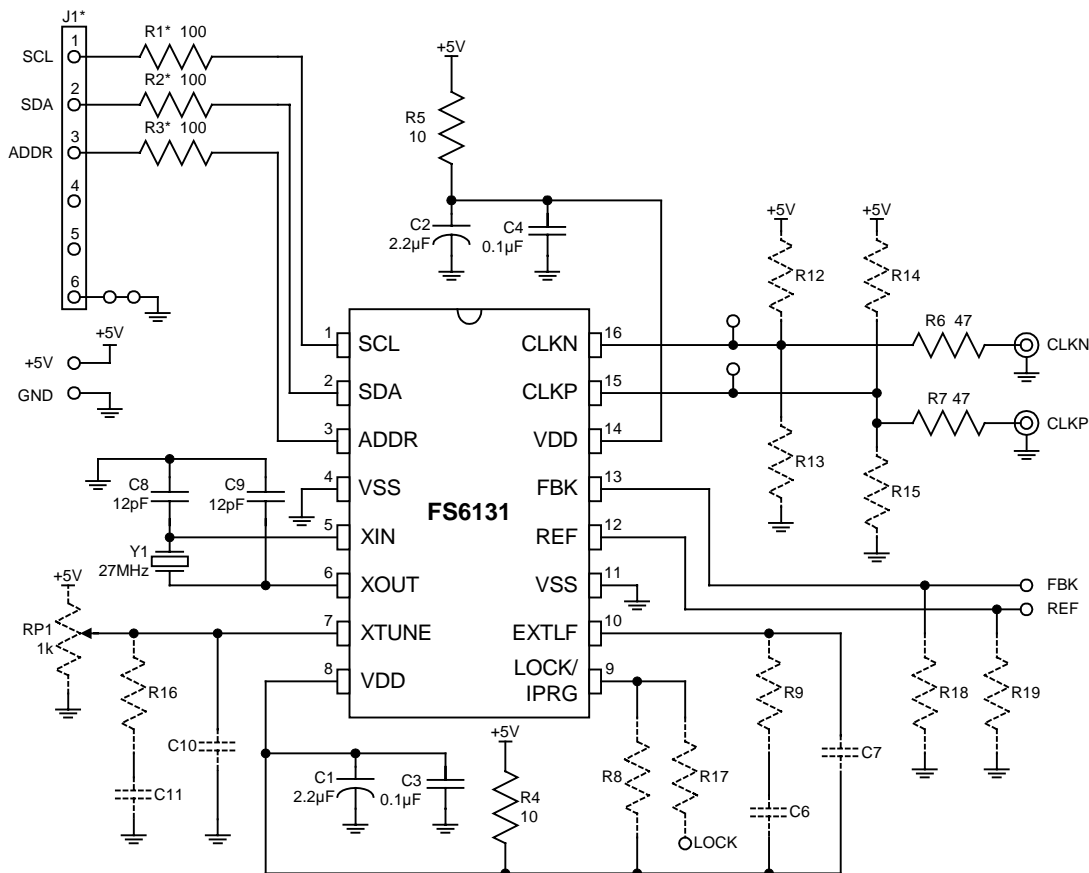 J1*
1
SCL
R1* 100
2
SDA
R2* 100
3
ADDR
R3* 100
4
5
6
+5V
+5V
GND
+5V
R5
10
C2
2.2µF
C4
0.1µF
+5V
R12
+5V
R14
R6 47
CLKN
R7 47
CLKP
R13
R15
FS6131
1
SCL
2
SDA
3
ADDR
4
VSS
5
XIN
6
XOUT
7
XTUNE
8
VDD
16
CLKN
15
CLKP
14
VDD
13
FBK
12
REF
11
VSS
10
EXTLF
9
LOCK/
IPRG
C8
12pF
C9
12pF
Y1
27MHz
+5V
RP1
1k
R16
C10
C11
C1
2.2µF
C3
0.1µF
+5V
R4
10
R8
R17
LOCK
R9
C6
C7
FBK
REF
R18
R19